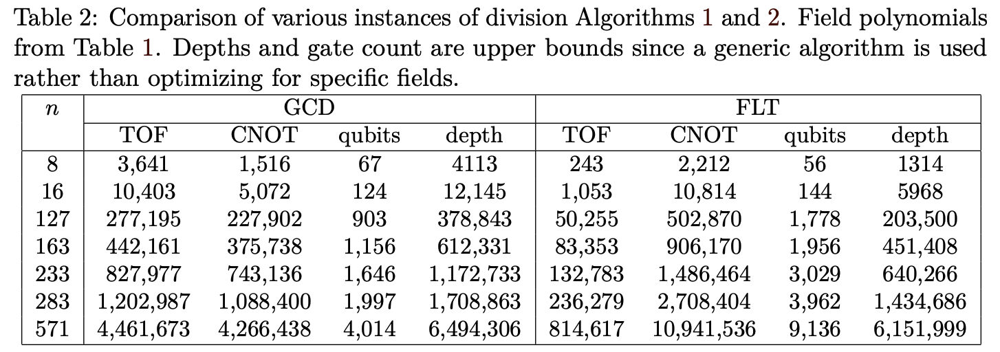 Table 2: Comparison of various instances of division Algorithms 1 and 2. Field polynomials
from Table 1. Depths and gate count are upper bounds since a generic algorithm is used
rather than optimizing for specific fields.
n GCD FLT
TOF CNOT qubits depth TOF CNOT qubits depth
8 3,641 1,516 67 4113 243 2,212 56 1314
16 10,403 5,072 124 12,145 1,053 10,814 144 5968
127 277,195 227,902 903 378,843 50,255 502,870 1,778 203,500
163 442,161 375,738 1,156 612,331 83,353 906,170 1,956 451,408
233 827,977 743,136 1,646 1,172,733 132,783 1,486,464 3,029 640,266
283 1,202,987 1,088,400 1,997 1,708,863 236,279 2,708,404 3,962 1,434,686
571 4,461,673 4,266,438 4,014 6,494,306 814,617 10,941,536 9,136 6,151,999